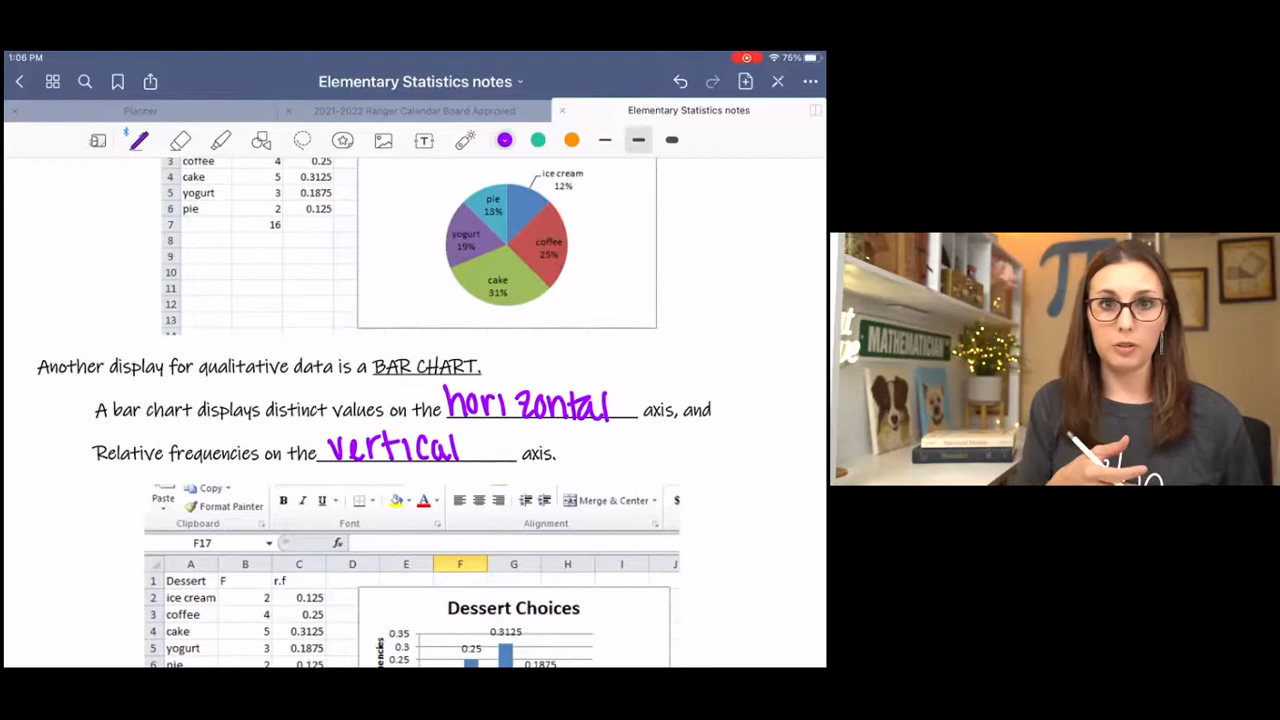 1:06 PM
76%
Elementary Statistics notes
Planner
2021-2022 Ranger Calendar Board Approved
Elementary Statistics notes
3 coffee 4 0.25
4 cake 5 0.3125
5 yogurt 3 0.1875
6 pie 2 0.125
7 16
8
9
10
11
12
13
ice cream
12%
pie
13%
coffee
25%
yogurt
19%
cake
31%
Another display for qualitative data is a BAR CHART.
A bar chart displays distinct values on the horizontal axis, and
Relative frequencies on the vertical axis.
Paste
Copy
Format Painter
B I U A
Merge & Center $
Clipboard Font Alignment
F17 fx
A B C D E F G H I J
1 Dessert F r.f
2 ice cream 2 0.125
3 coffee 4 0.25
4 cake 5 0.3125
5 yogurt 3 0.1875
6 pie 2 0.125
Dessert Choices
0.35
0.3
0.25
0.3125
0.25
0.1875
MATHEMATICIAN